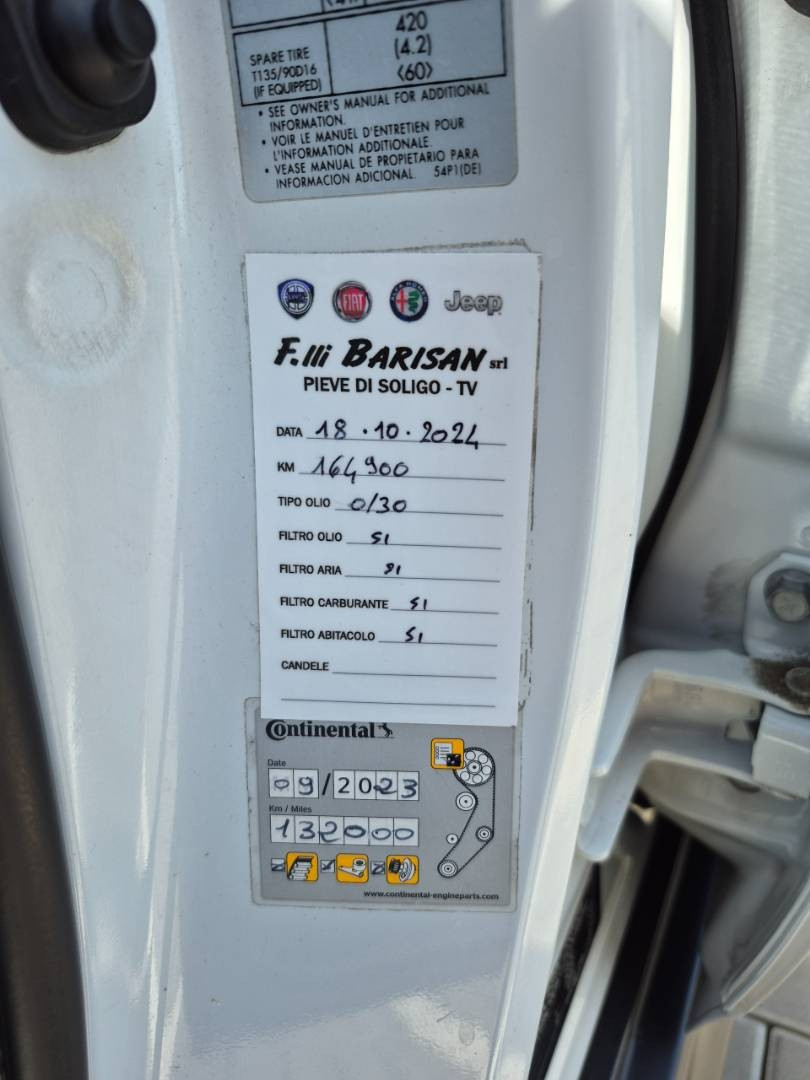 420
SPARE TIRE
T135/90D16
(IF EQUIPPED)
(4.2)
<60>
• SEE OWNER'S MANUAL FOR ADDITIONAL
INFORMATION.
• VOIR LE MANUEL D'ENTRETIEN POUR
L'INFORMATION ADDITIONALE.
• VEASE MANUAL DE PROPIETARIO PARA
INFORMACION ADICIONAL. 54P1(DE)
FIAT
Jeep
F.lli BARISAN srl
PIEVE DI SOLIGO - TV
DATA 18 . 10 . 2024
KM 164900
TIPO OLIO 0/30
FILTRO OLIO SI
FILTRO ARIA SI
FILTRO CARBURANTE SI
FILTRO ABITACOLO SI
CANDELE
Continental
Date
09/2023
Km / Miles
132000
www.continental-engineparts.com